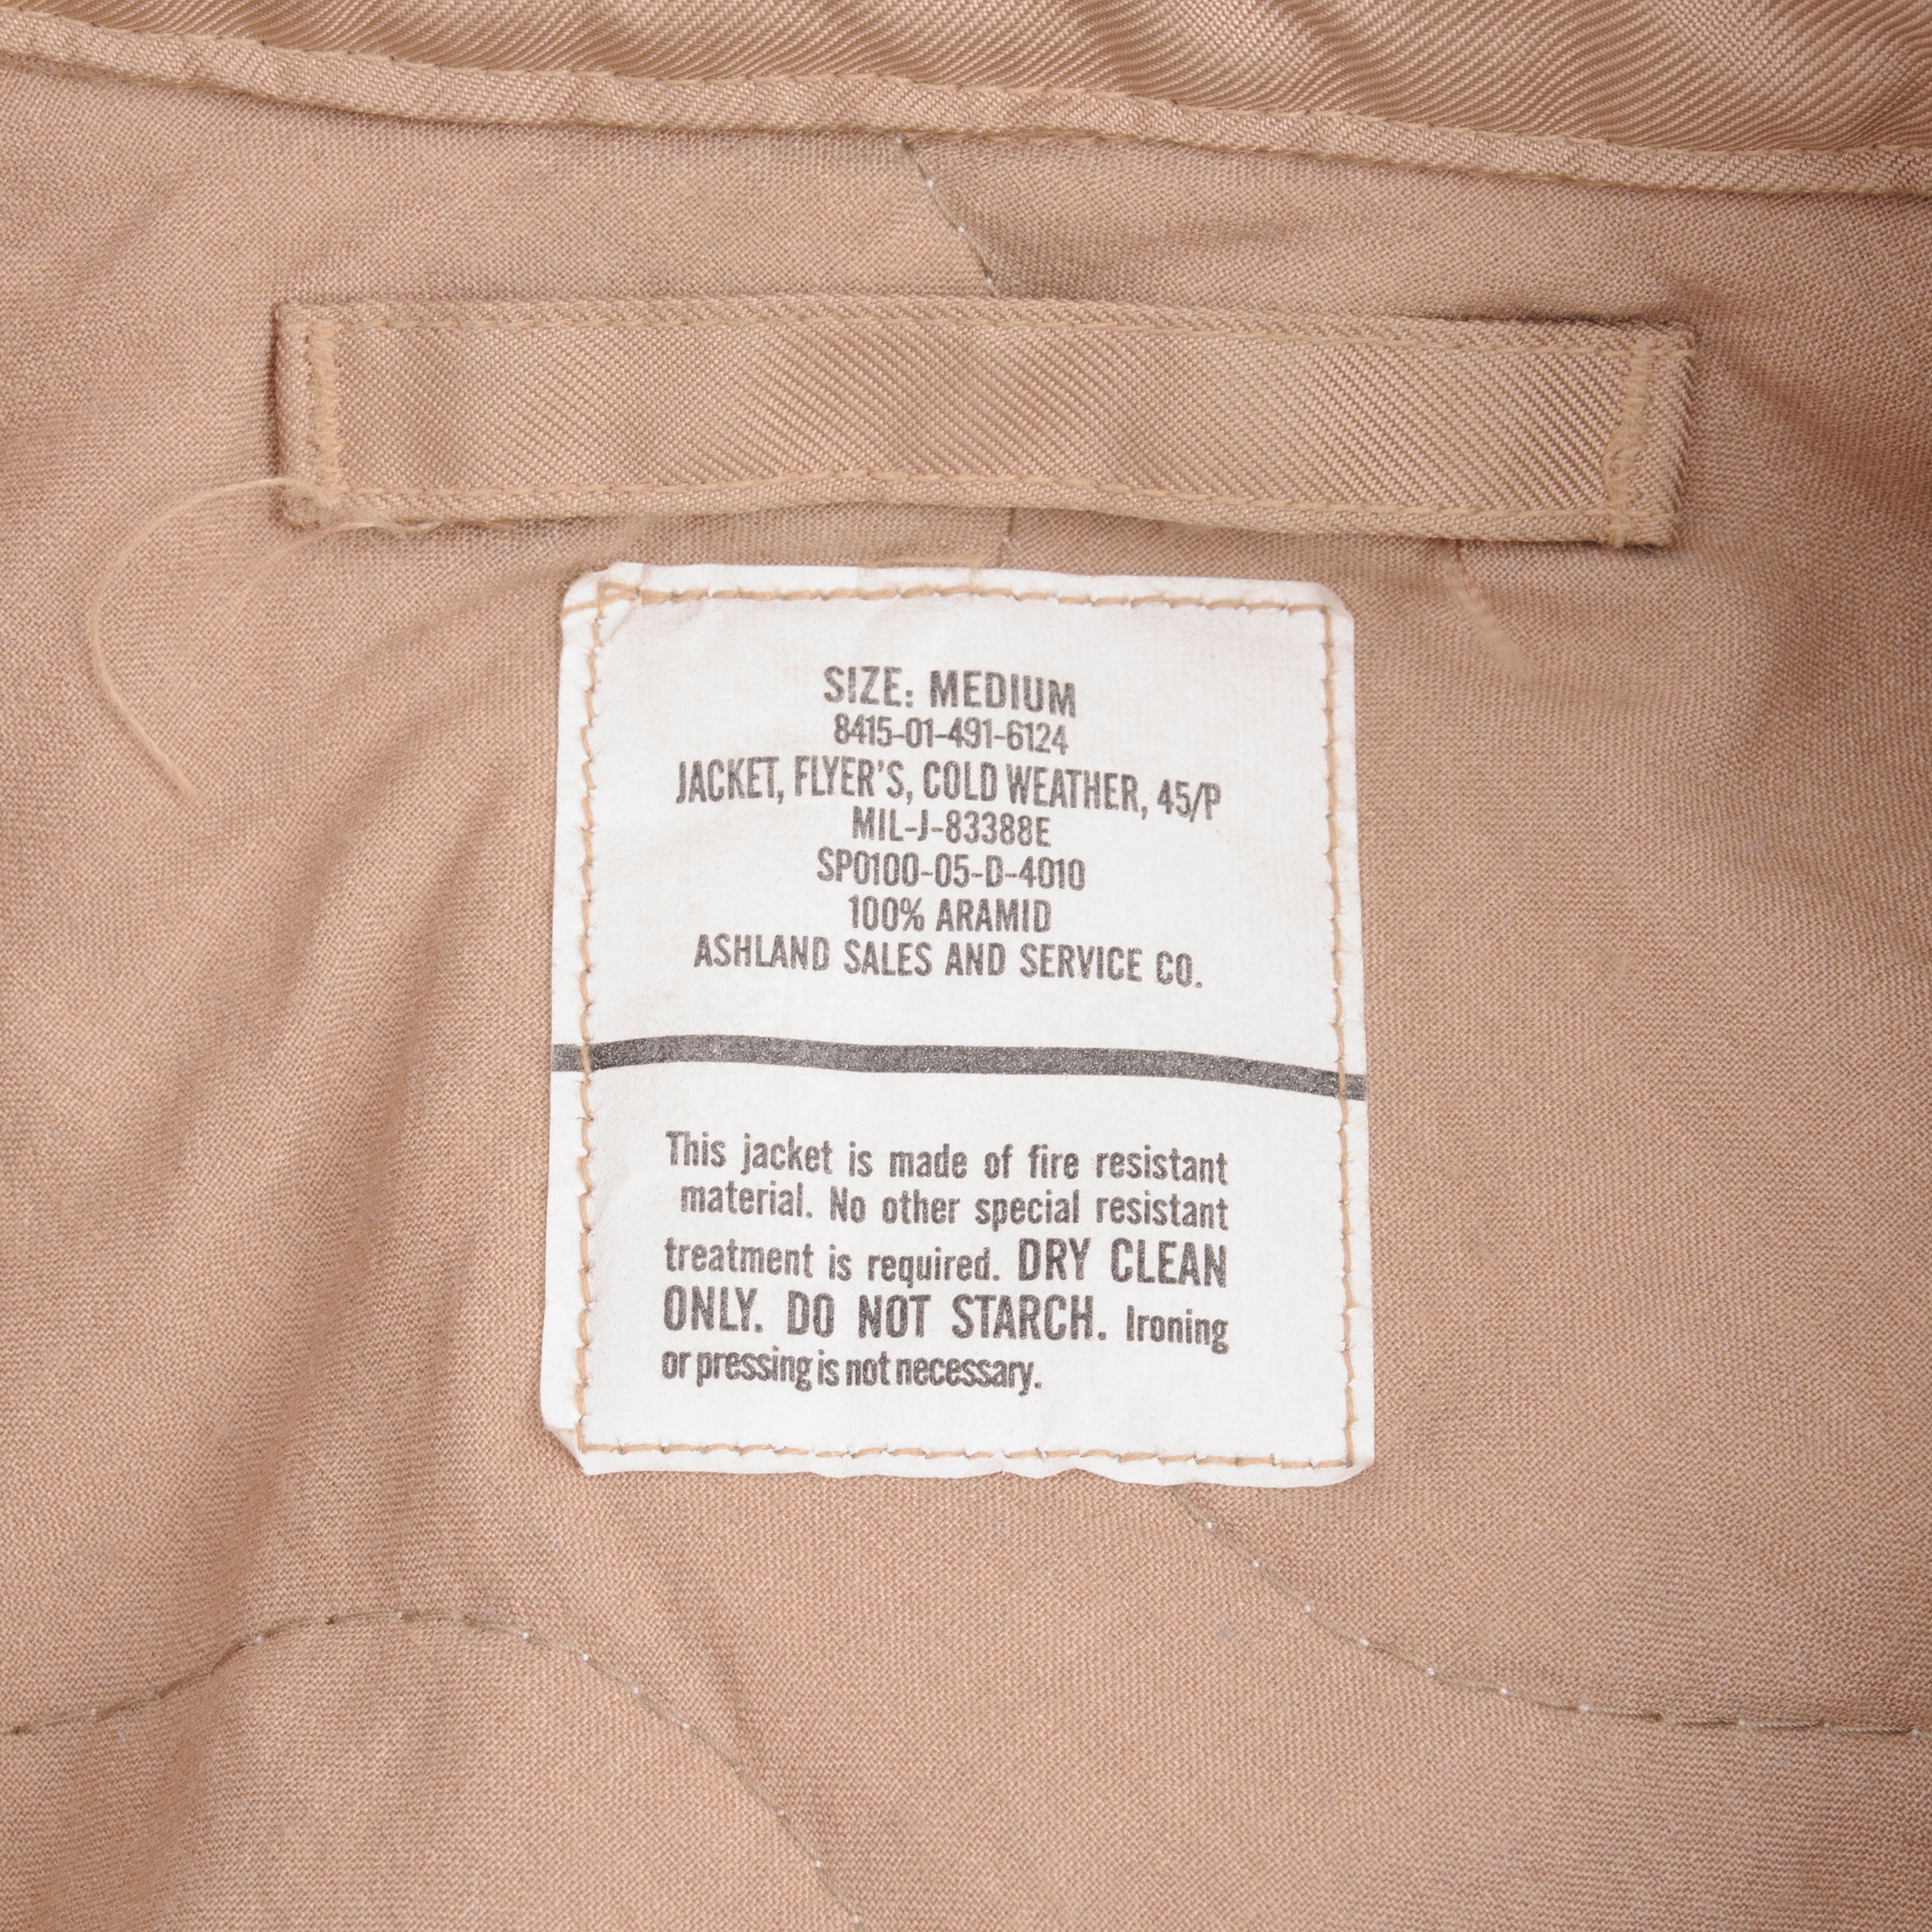 SIZE: MEDIUM
8415-01-491-6124
JACKET, FLYER'S, COLD WEATHER, 45/P
MIL-J-83388E
SP0100-05-D-4010
100% ARAMID
ASHLAND SALES AND SERVICE CO.
This jacket is made of fire resistant
material. No other special resistant
treatment is required. DRY CLEAN
ONLY. DO NOT STARCH. Ironing
or pressing is not necessary.